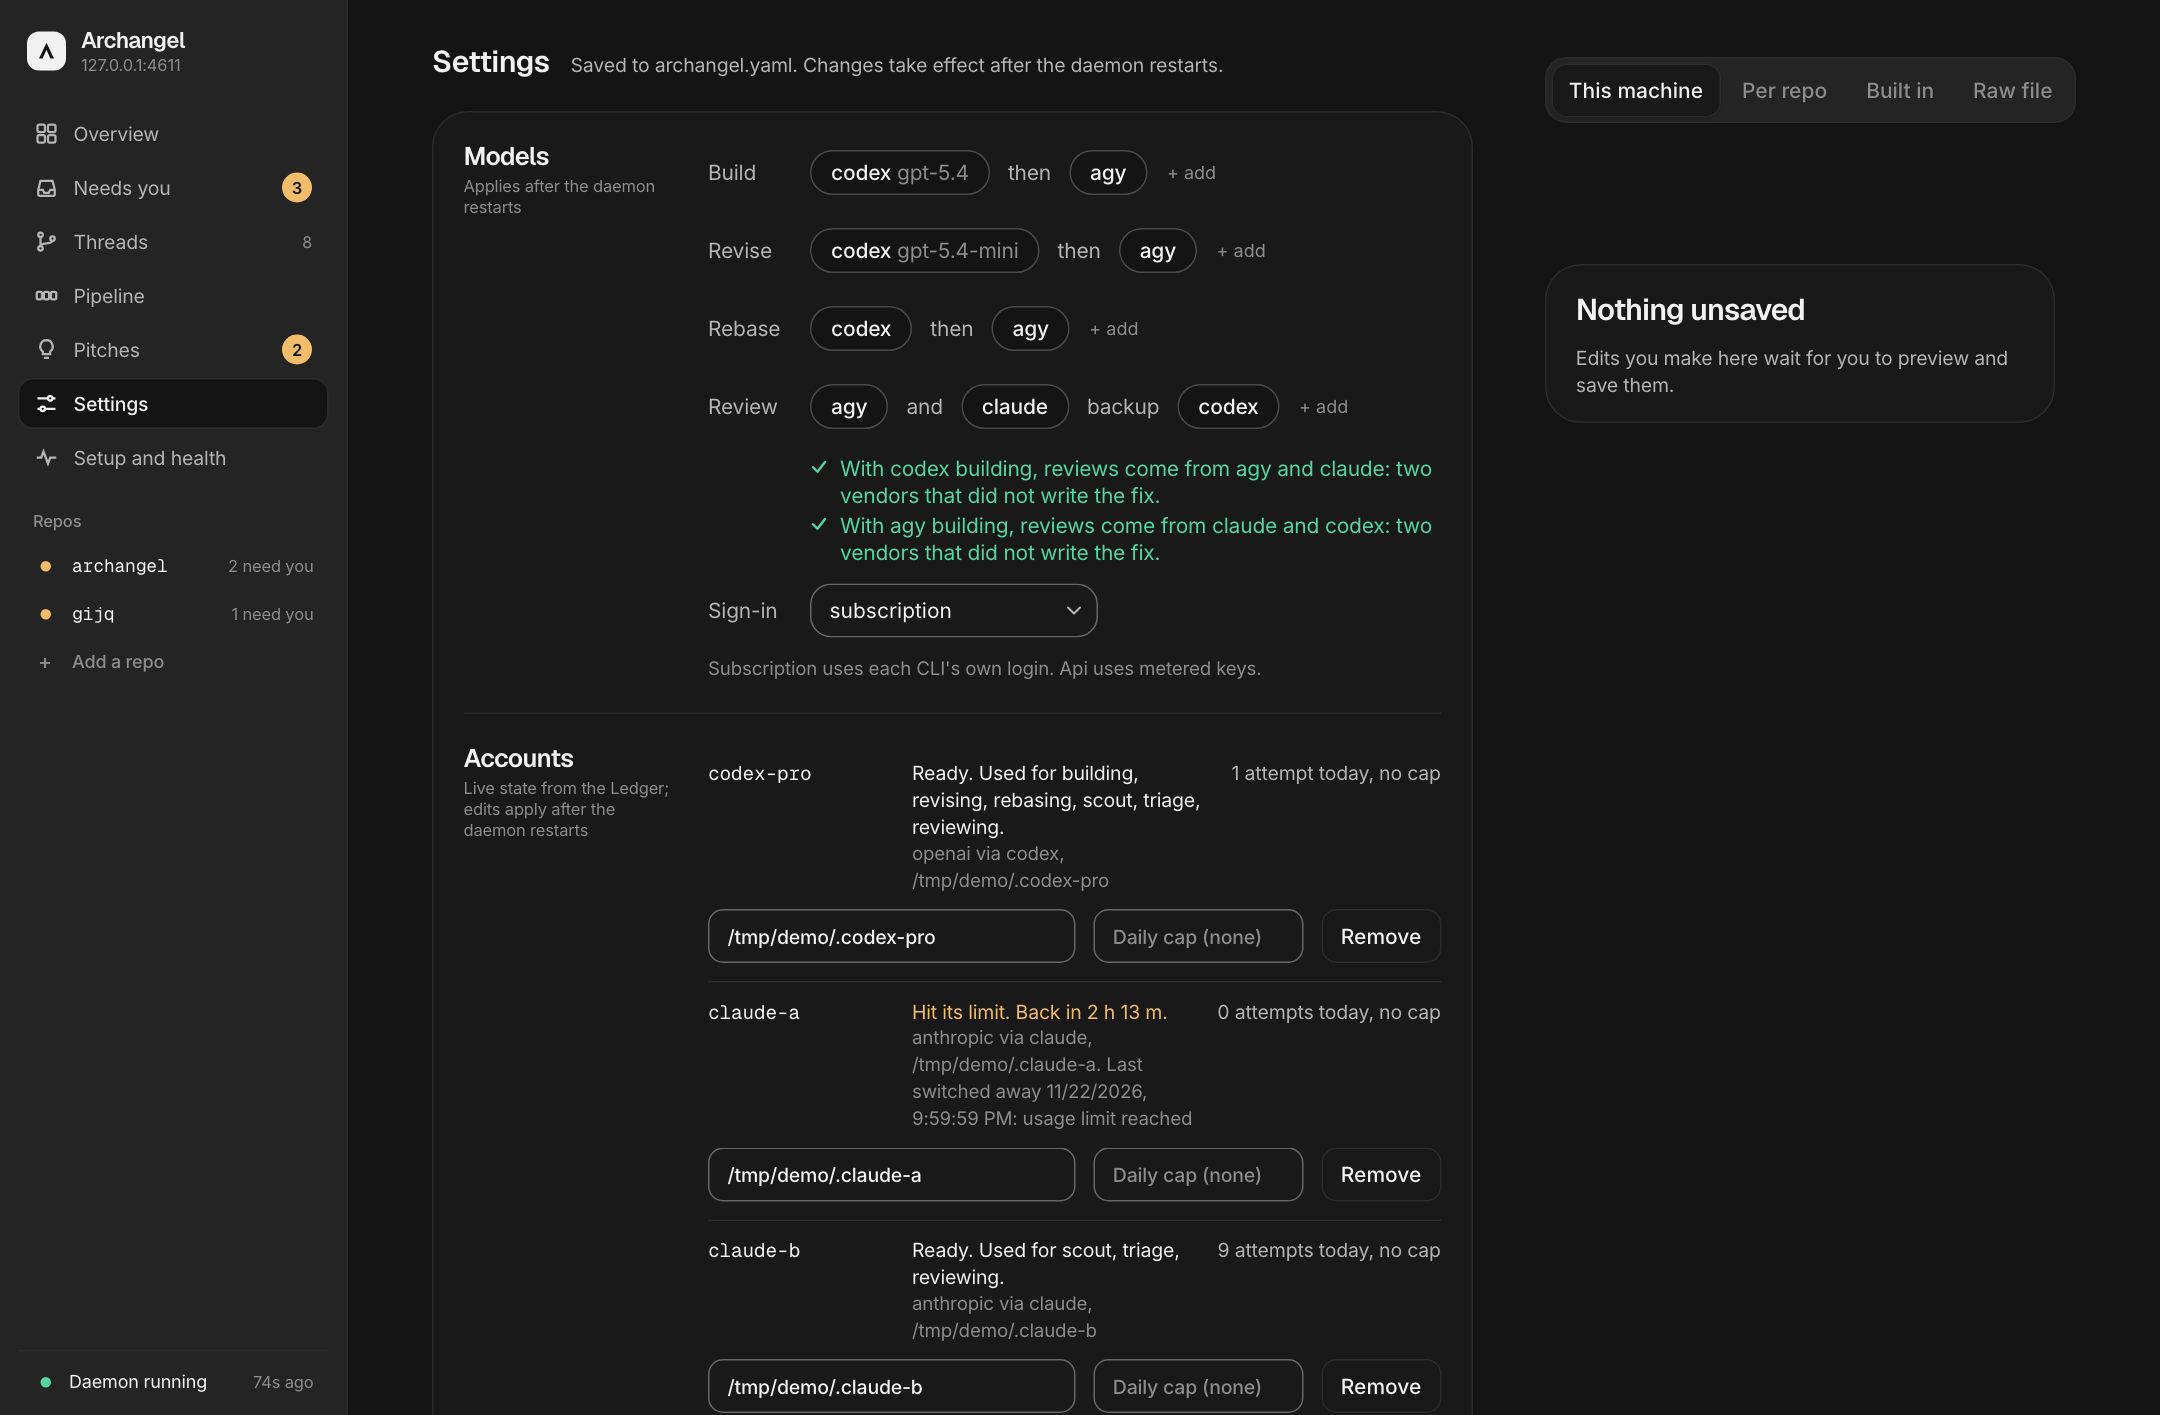 Archangel
127.0.0.1:4611
Overview
Needs you 3
Threads 8
Pipeline
Pitches 2
Settings
Setup and health
Repos
archangel 2 need you
gijq 1 need you
+ Add a repo
Daemon running 74s ago
Settings Saved to archangel.yaml. Changes take effect after the daemon restarts.
This machine Per repo Built in Raw file
Models
Applies after the daemon
restarts
Build codex gpt-5.4 then agy + add
Revise codex gpt-5.4-mini then agy + add
Rebase codex then agy + add
Review agy and claude backup codex + add
With codex building, reviews come from agy and claude: two
vendors that did not write the fix.
With agy building, reviews come from claude and codex: two
vendors that did not write the fix.
Sign-in subscription
Subscription uses each CLI's own login. Api uses metered keys.
Accounts
Live state from the Ledger;
edits apply after the
daemon restarts
codex-pro
Ready. Used for building,
revising, rebasing, scout, triage,
reviewing.
openai via codex,
/tmp/demo/.codex-pro
1 attempt today, no cap
/tmp/demo/.codex-pro Daily cap (none) Remove
claude-a
Hit its limit. Back in 2 h 13 m.
anthropic via claude,
/tmp/demo/.claude-a. Last
switched away 11/22/2026,
9:59:59 PM: usage limit reached
0 attempts today, no cap
/tmp/demo/.claude-a Daily cap (none) Remove
claude-b
Ready. Used for scout, triage,
reviewing.
anthropic via claude,
/tmp/demo/.claude-b
9 attempts today, no cap
/tmp/demo/.claude-b Daily cap (none) Remove
Nothing unsaved
Edits you make here wait for you to preview and
save them.